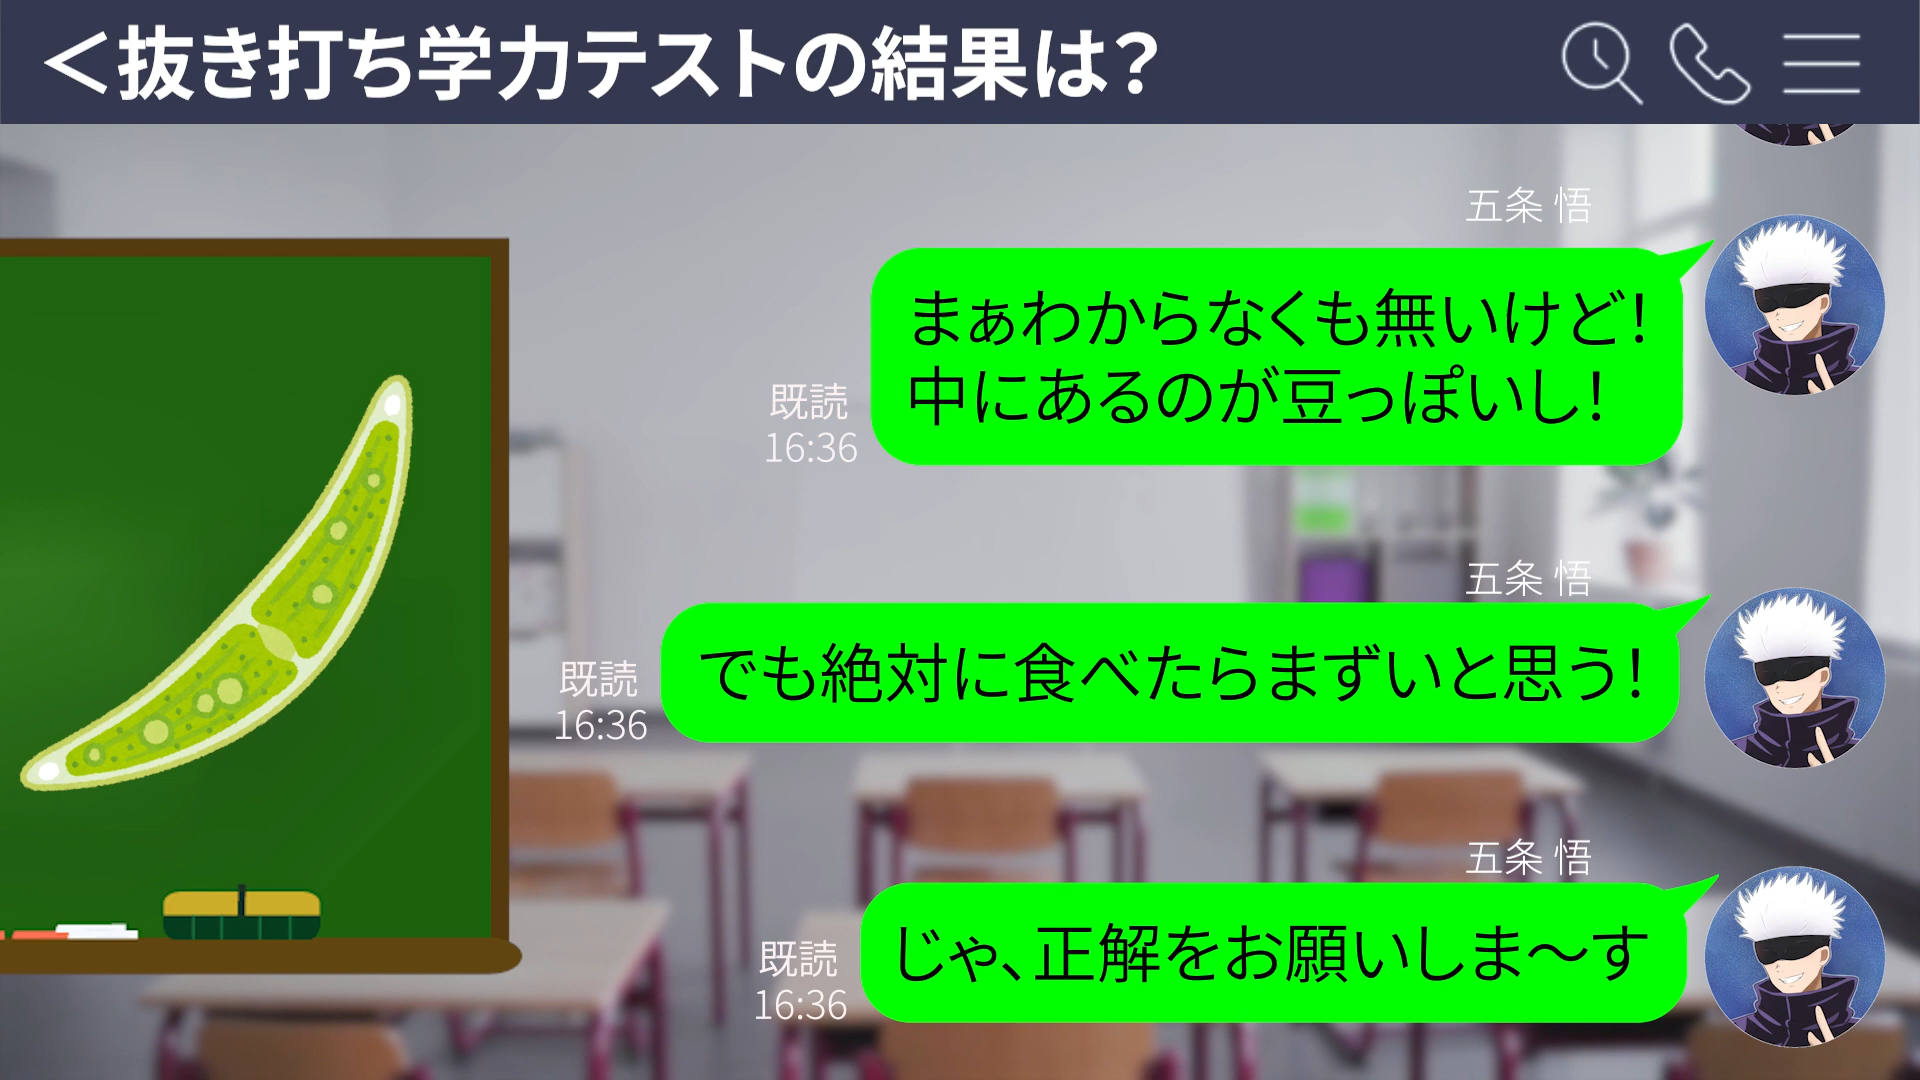 ＜抜き打ち学力テストの結果は？
五条 悟
まぁわからなくも無いけど！
中にあるのが豆っぽいし！
既読
16:36
五条 悟
でも絶対に食べたらまずいと思う！
既読
16:36
五条 悟
じゃ、正解をお願いしま～す
既読
16:36